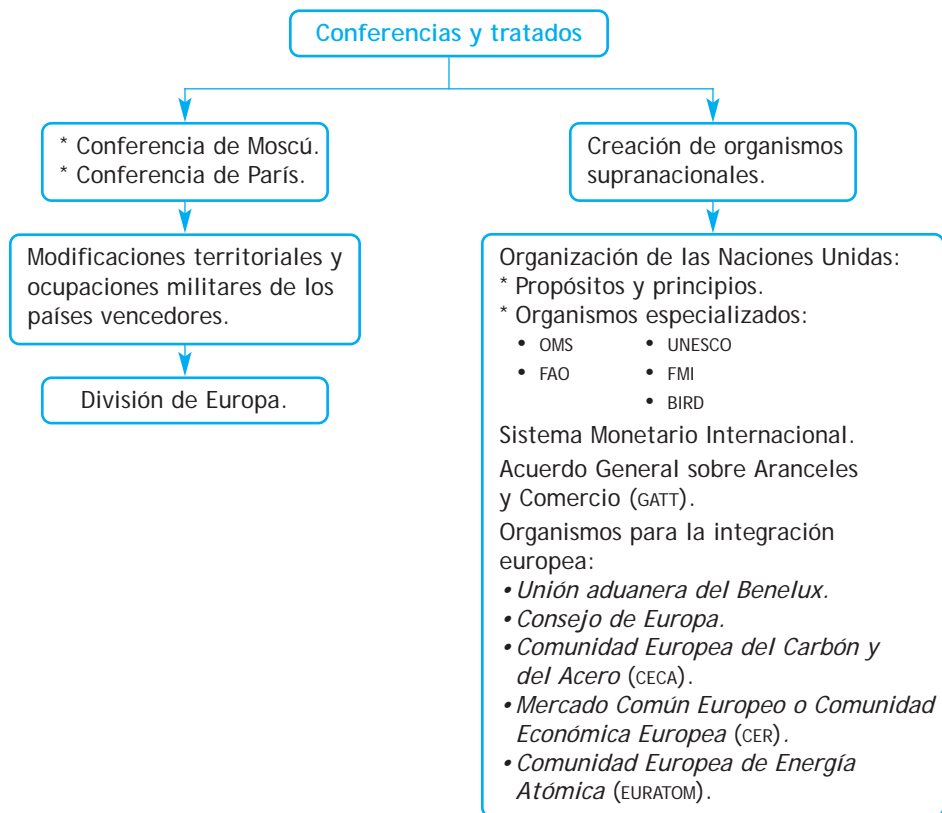 Conferencias y tratados
* Conferencia de Moscú.
* Conferencia de París.
Modificaciones territoriales y
ocupaciones militares de los
países vencedores.
División de Europa.
Creación de organismos
supranacionales.
Organización de las Naciones Unidas:
* Propósitos y principios.
* Organismos especializados:
• OMS • UNESCO
• FAO • FMI
• BIRD
Sistema Monetario Internacional.
Acuerdo General sobre Aranceles
y Comercio (GATT).
Organismos para la integración
europea:
• Unión aduanera del Benelux.
• Consejo de Europa.
• Comunidad Europea del Carbón y
del Acero (CECA).
• Mercado Común Europeo o Comunidad
Económica Europea (CER).
• Comunidad Europea de Energía
Atómica (EURATOM).